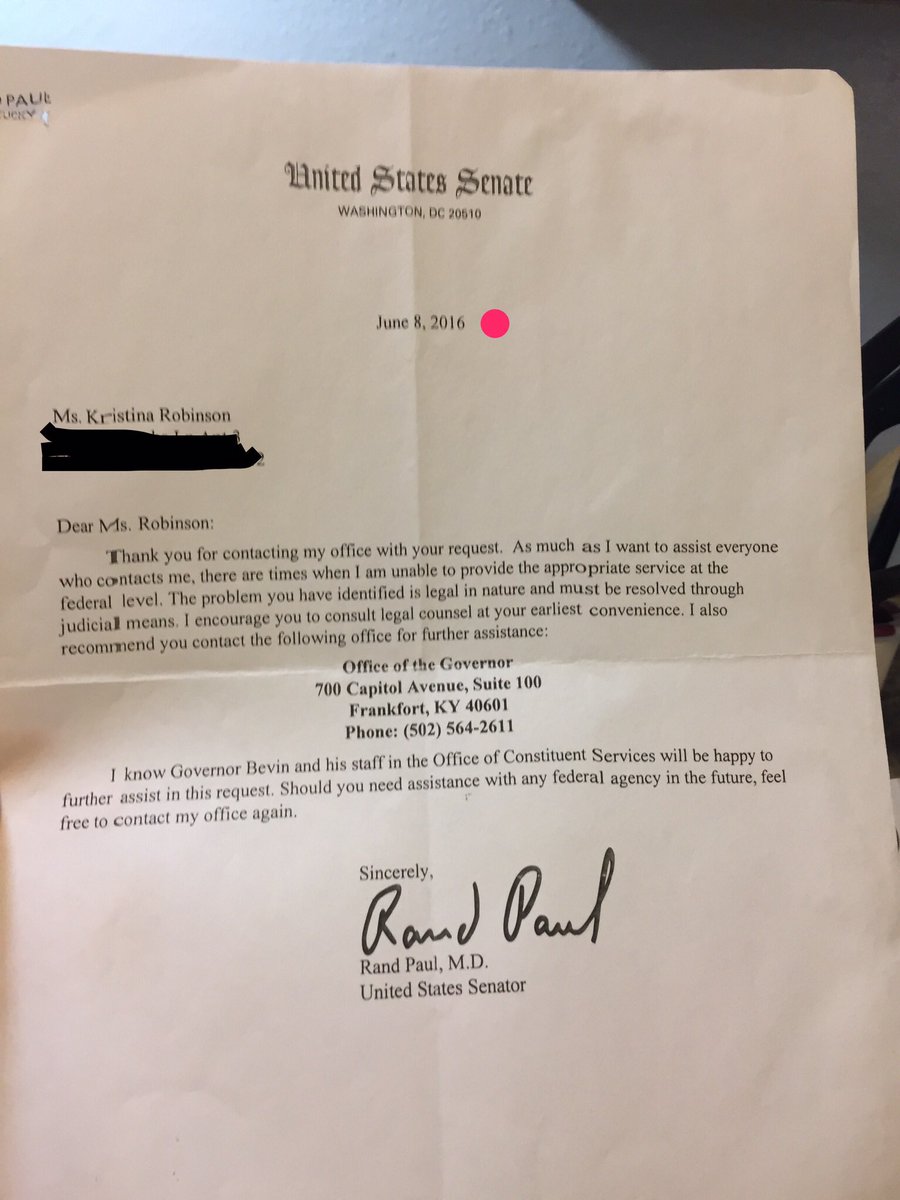 PAUL
UCKY
United States Senate
WASHINGTON, DC 20510
June 8, 2016
Ms. Kristina Robinson
Dear Ms. Robinson:
Thank you for contacting my office with your request. As much as I want to assist everyone
who contacts me, there are times when I am unable to provide the appropriate service at the
federal level. The problem you have identified is legal in nature and must be resolved through
judicial means. I encourage you to consult legal counsel at your earliest convenience. I also
recommend you contact the following office for further assistance:
Office of the Governor
700 Capitol Avenue, Suite 100
Frankfort, KY 40601
Phone: (502) 564-2611
I know Governor Bevin and his staff in the Office of Constituent Services will be happy to
further assist in this request. Should you need assistance with any federal agency in the future, feel
free to contact my office again.
Sincerely,
Rand Paul
Rand Paul, M.D.
United States Senator